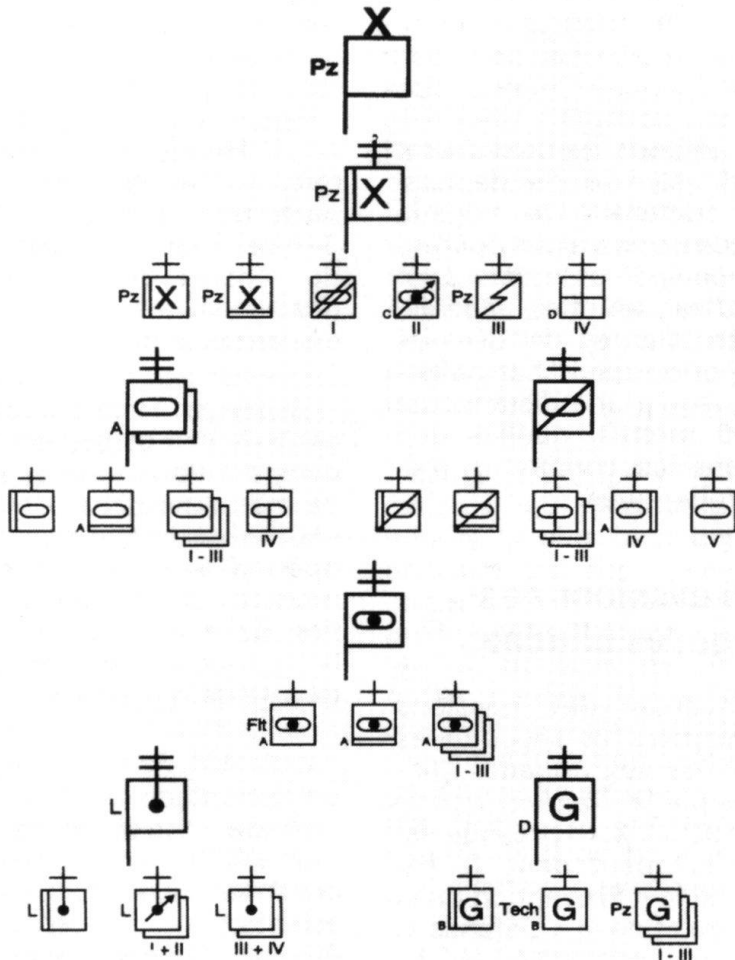 X
Pz
2
Pz X
Pz X Pz X I C II Pz III D IV
A
A I - III IV A I - III IV V
Flt A A A I - III
L D G
L L I + II L III + IV B G Tech B G Pz G I - III